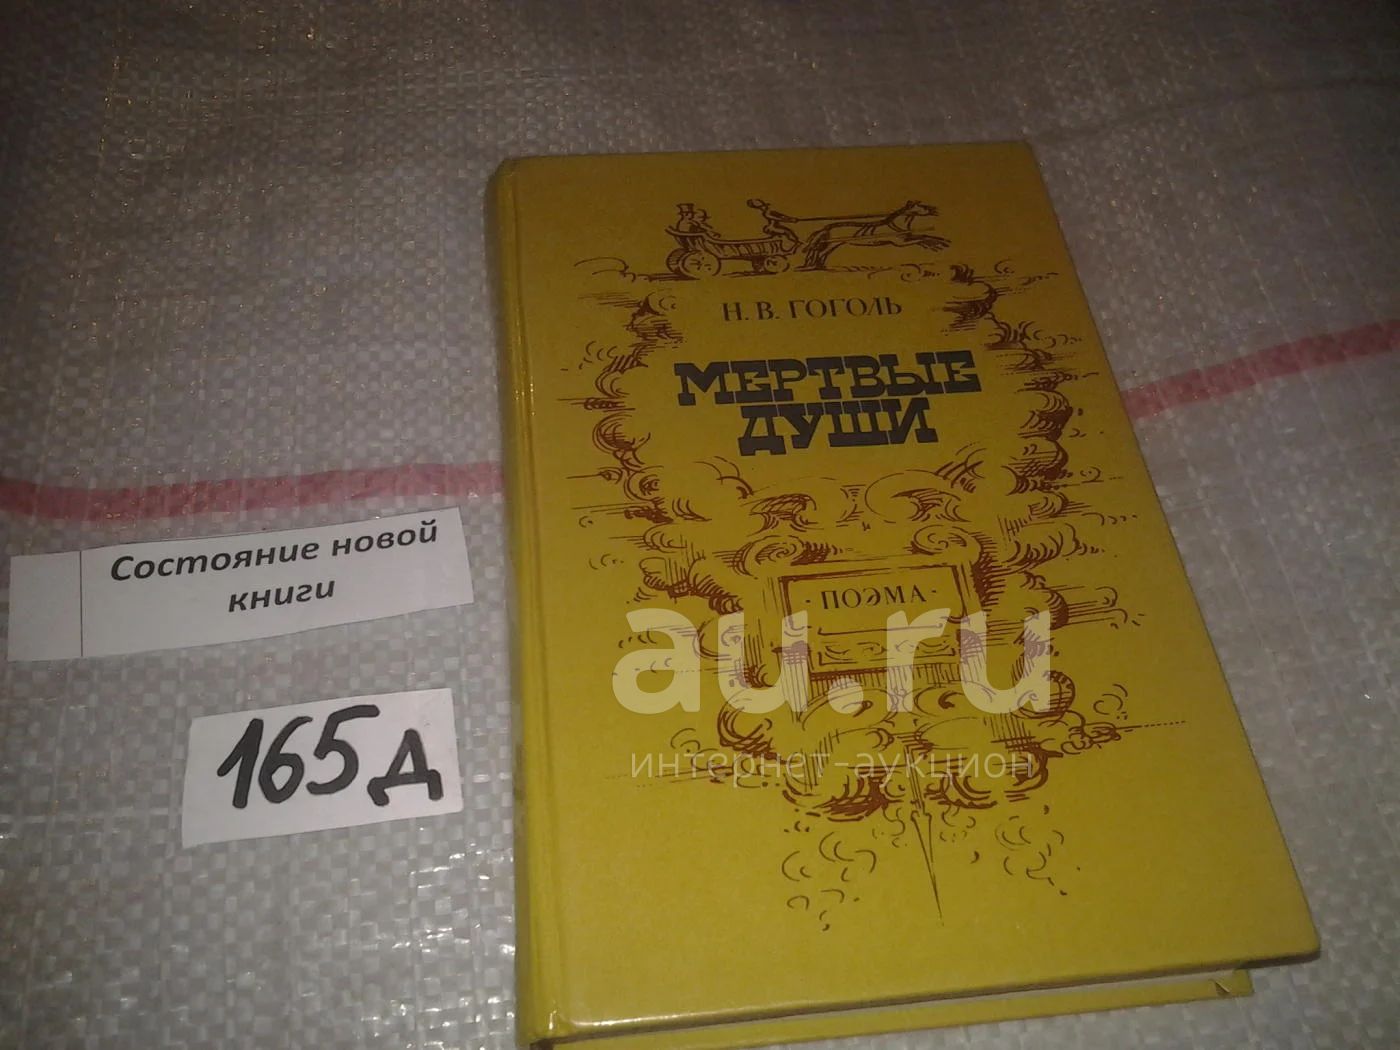 Н. В. ГОГОЛЬ
МЕРТВЫЕ
ДУШИ
· ПОЭМА ·
au.ru
интернет-аукцион
Состояние новой
книги
165д